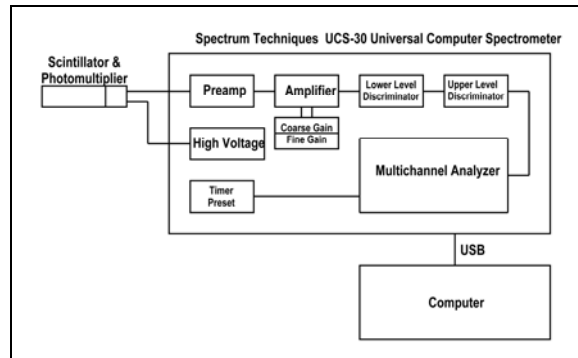 Spectrum Techniques UCS-30 Universal Computer Spectrometer
Scintillator &
Photomultiplier
Preamp
Amplifier
Lower Level
Discriminator
Upper Level
Discriminator
Coarse Gain
Fine Gain
High Voltage
Multichannel Analyzer
Timer
Preset
USB
Computer